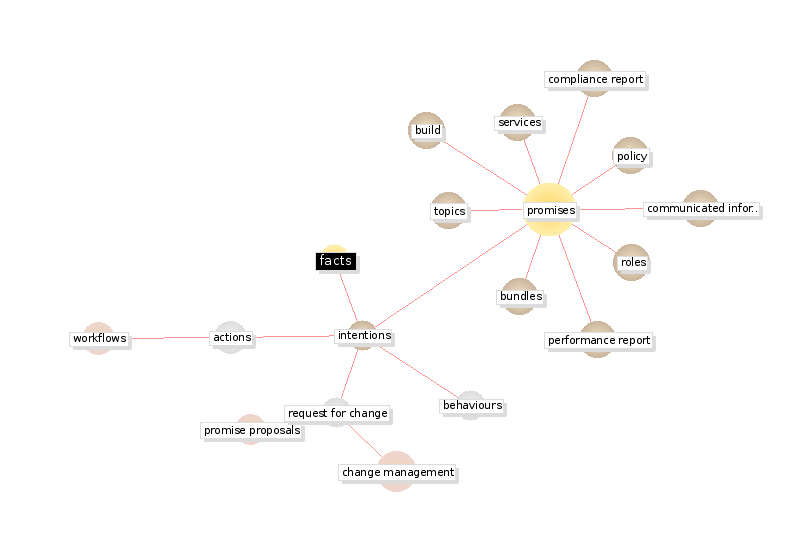 compliance report
services
build
policy
communicated infor..
topics
promises
facts
roles
bundles
workflows
actions
intentions
performance report
behaviours
request for change
promise proposals
change management